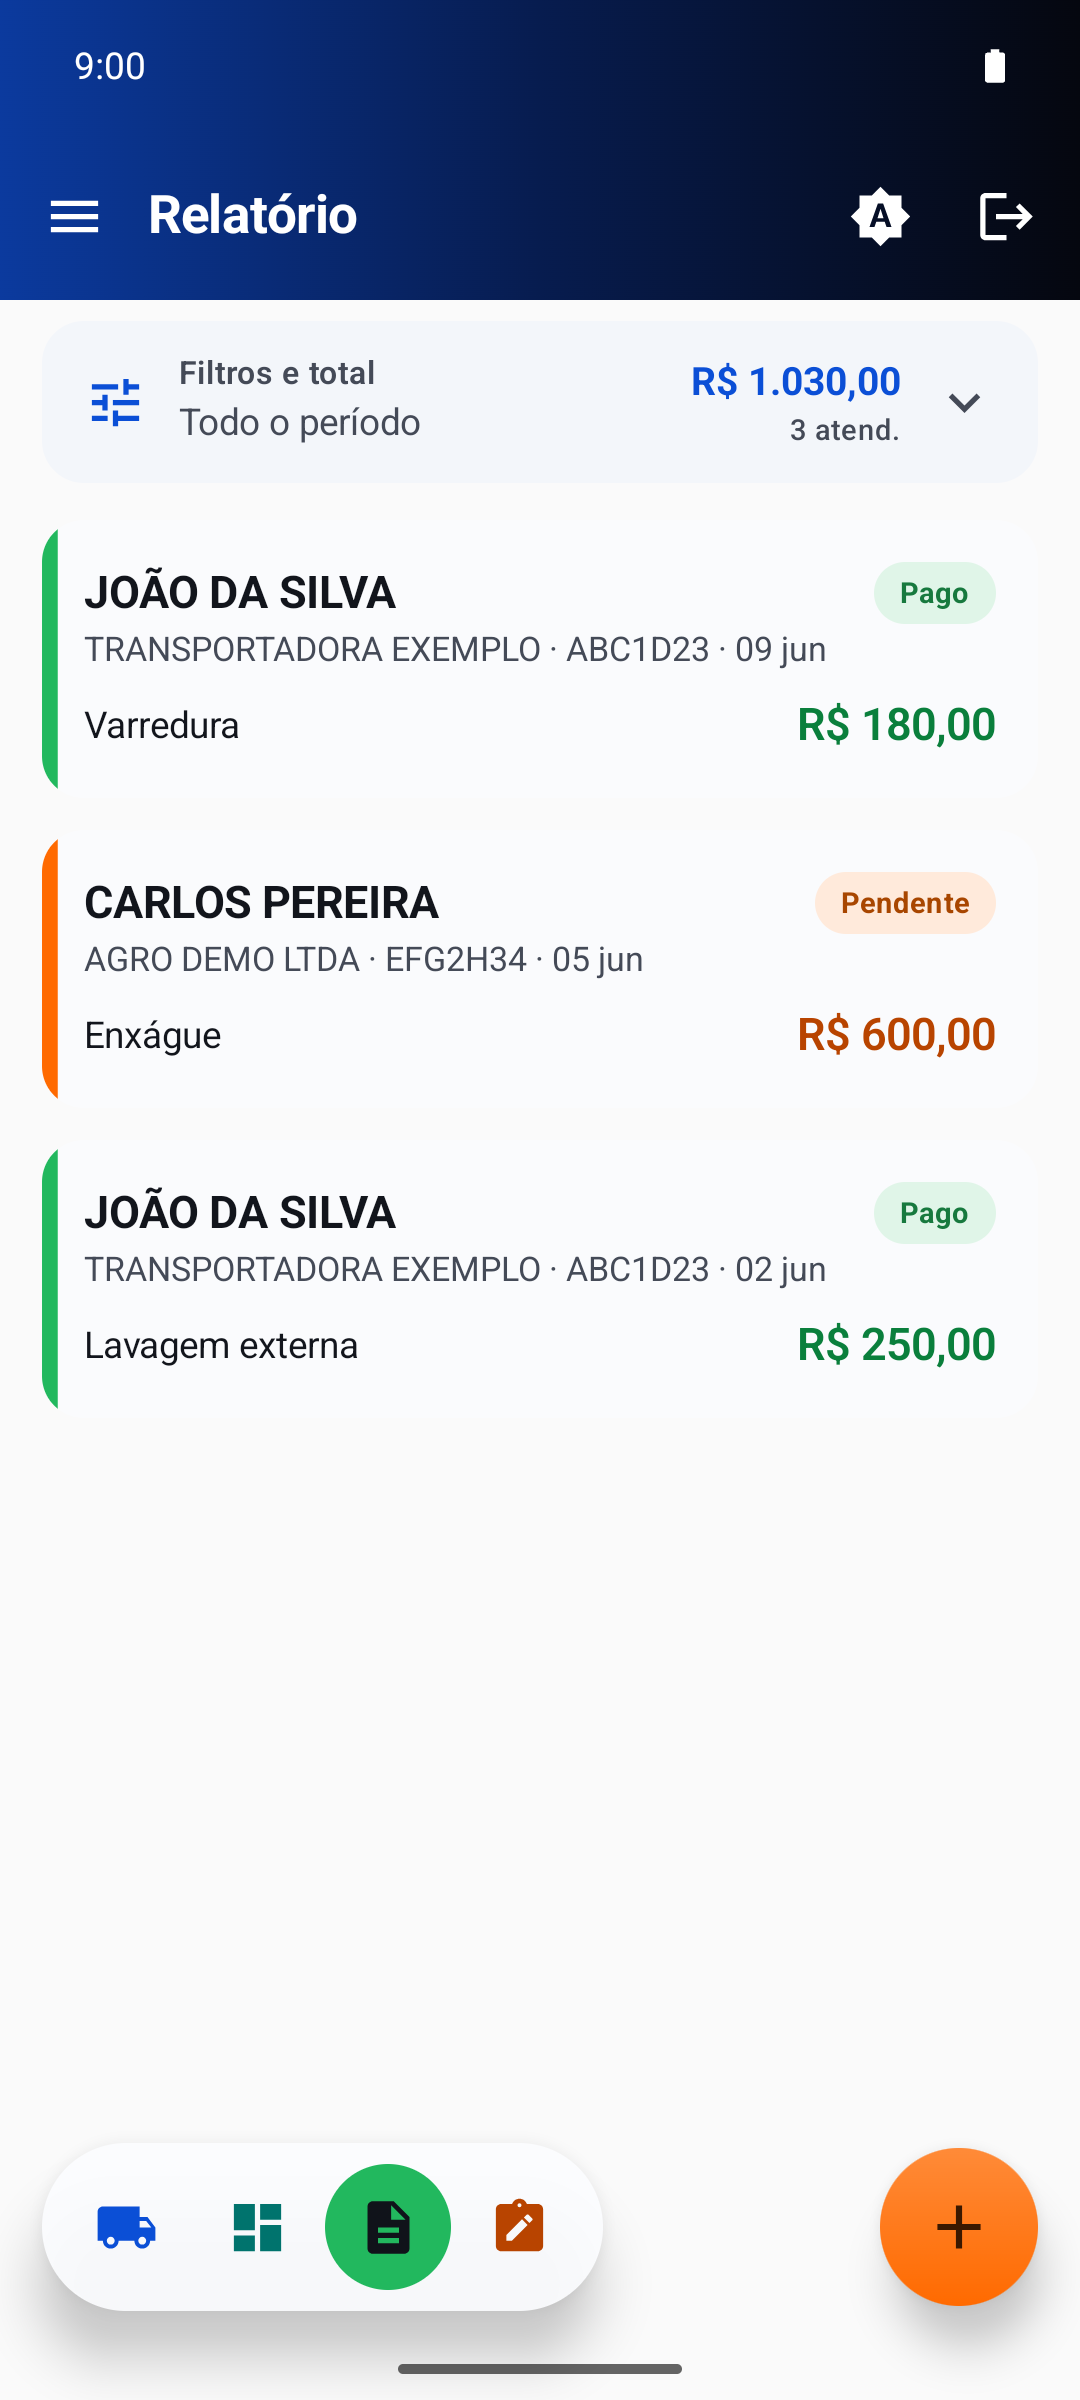 9:00
Relatório
A
Filtros e total
R$ 1.030,00
Todo o período
3 atend.
JOÃO DA SILVA
Pago
TRANSPORTADORA EXEMPLO · ABC1D23 · 09 jun
Varredura
R$ 180,00
CARLOS PEREIRA
Pendente
AGRO DEMO LTDA · EFG2H34 · 05 jun
Enxágue
R$ 600,00
JOÃO DA SILVA
Pago
TRANSPORTADORA EXEMPLO · ABC1D23 · 02 jun
Lavagem externa
R$ 250,00